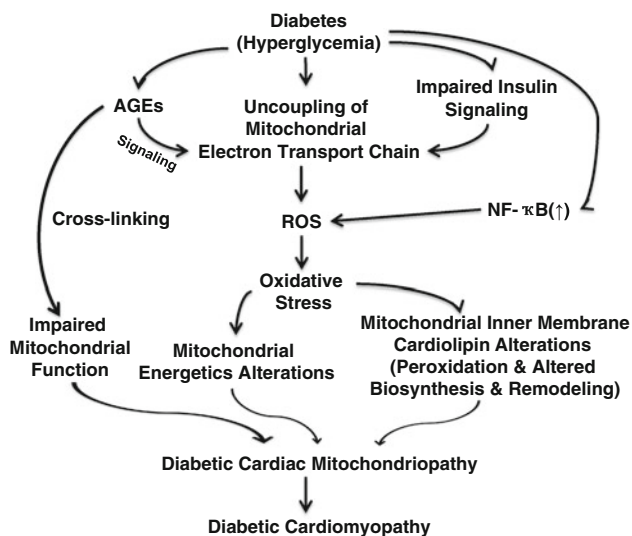 Diabetes
(Hyperglycemia)
AGEs
Impaired Insulin
Signaling
Uncoupling of
Mitochondrial
Electron Transport Chain
Signaling
Cross-linking
ROS
NF-κB(↑)
Oxidative
Stress
Impaired
Mitochondrial
Function
Mitochondrial
Energetics Alterations
Mitochondrial Inner Membrane
Cardiolipin Alterations
(Peroxidation & Altered
Biosynthesis & Remodeling)
Diabetic Cardiac Mitochondriopathy
Diabetic Cardiomyopathy